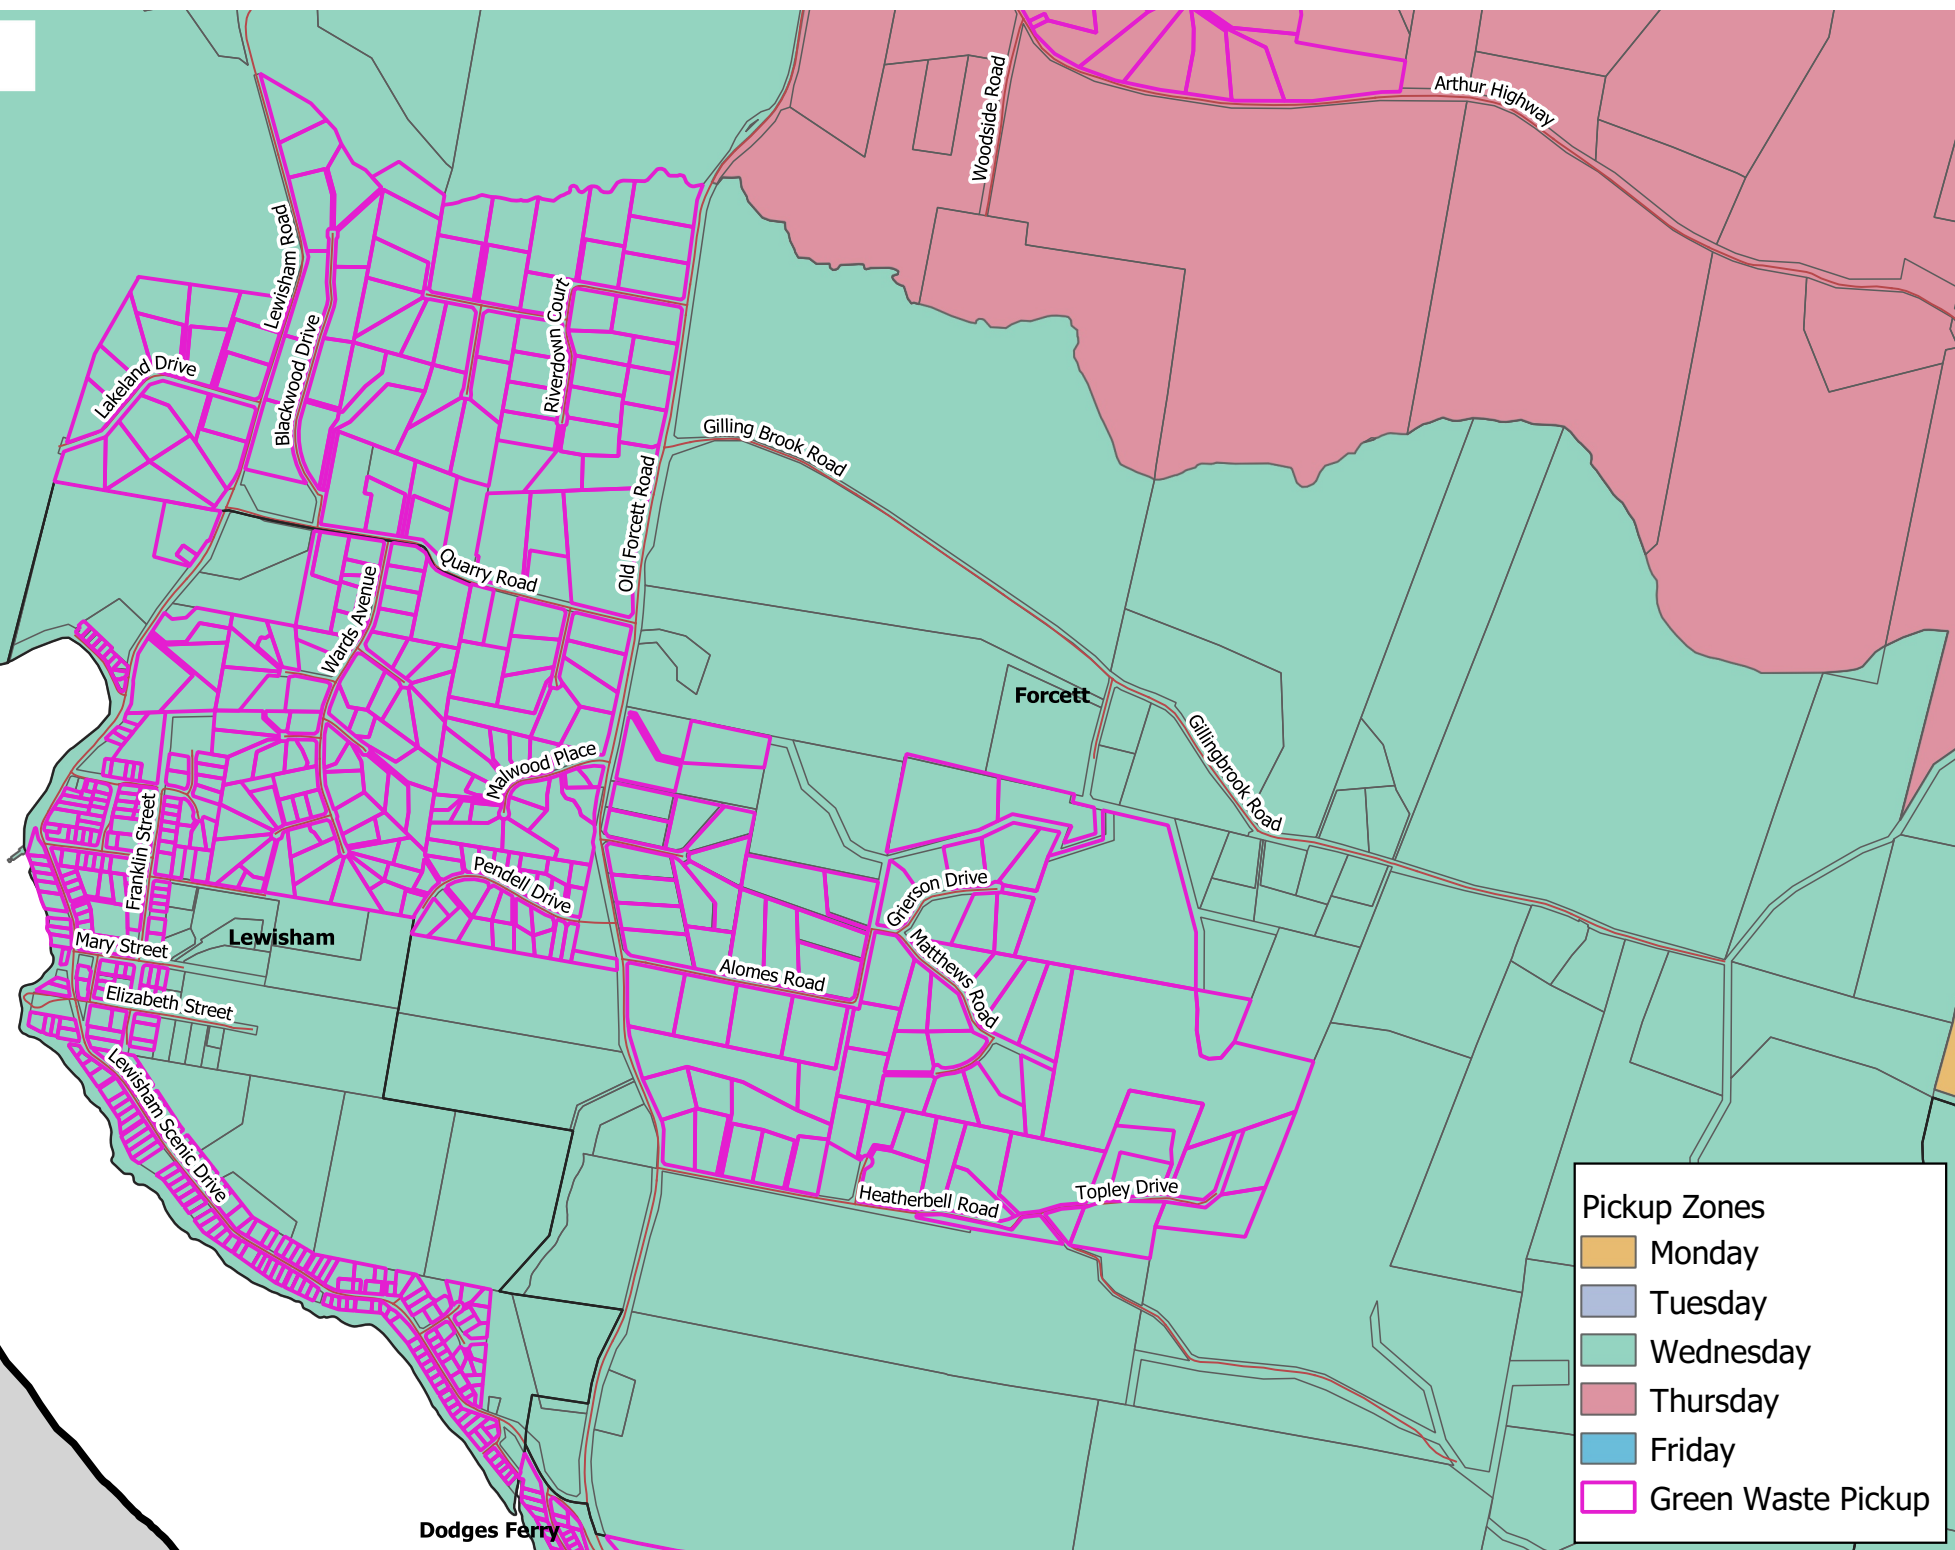 Arthur Highway
Woodside Road
Lewisham Road
Blackwood Drive
Riverdown Court
Lakeland Drive
Gilling Brook Road
Old Forcett Road
Quarry Road
Wards Avenue
Forcett
Gillingbrook Road
Malwood Place
Franklin Street
Pendell Drive
Grierson Drive
Lewisham
Mary Street
Matthews Road
Alomes Road
Elizabeth Street
Lewisham Scenic Drive
Heatherbell Road
Topley Drive
Dodges Ferry
Pickup Zones
Monday
Tuesday
Wednesday
Thursday
Friday
Green Waste Pickup